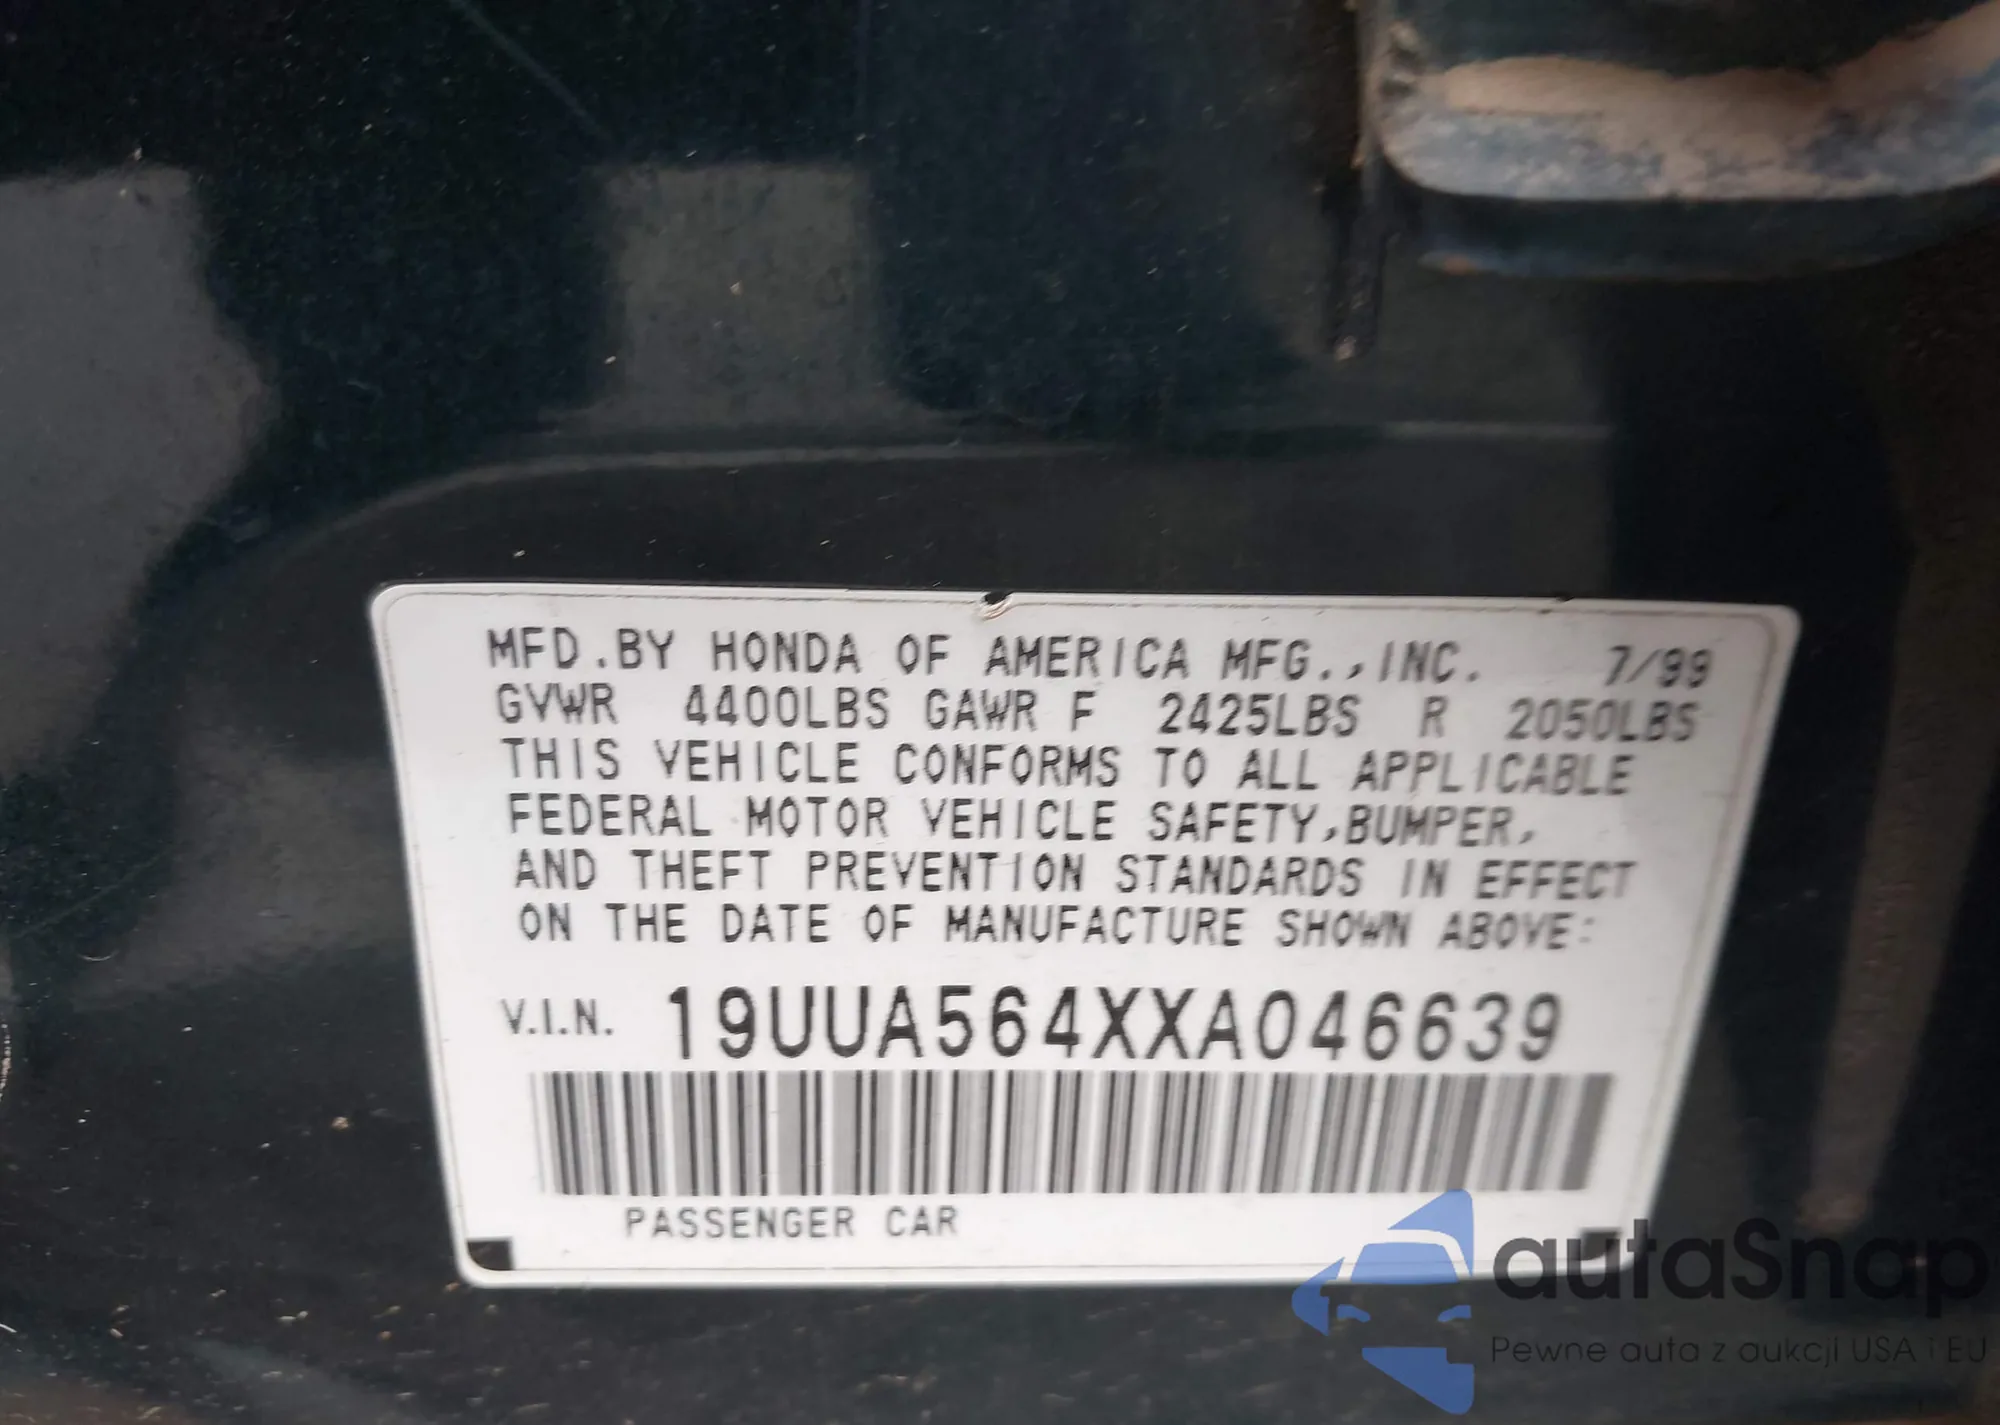 MFD.BY HONDA OF AMERICA MFG.,INC. 7/99
GVWR 4400LBS GAWR F 2425LBS R 2050LBS
THIS VEHICLE CONFORMS TO ALL APPLICABLE
FEDERAL MOTOR VEHICLE SAFETY,BUMPER,
AND THEFT PREVENTION STANDARDS IN EFFECT
ON THE DATE OF MANUFACTURE SHOWN ABOVE:
V.I.N. 19UUA564XXA046639
PASSENGER CAR
autaSnap
Pewne auta z aukcji USA i EU